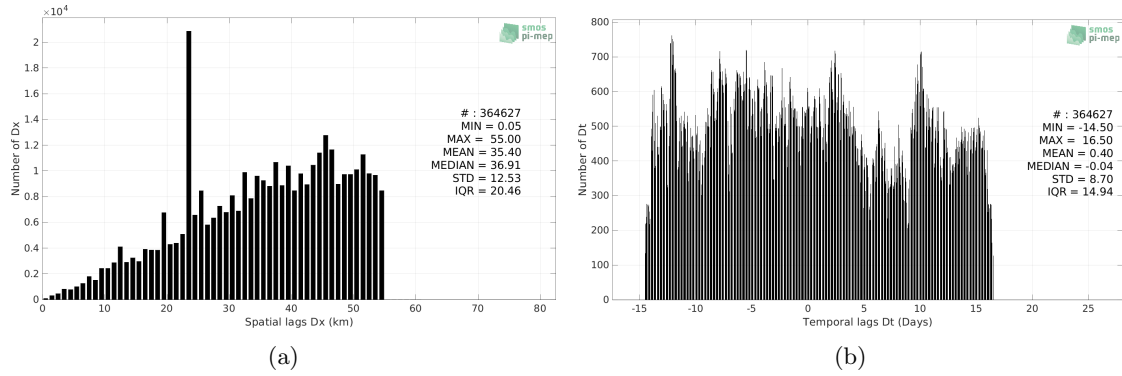 ×10⁴
2
1.8
1.6
1.4
1.2
1
0.8
0.6
0.4
0.2
0
Number of Dx
0 10 20 30 40 50 60 70 80
Spatial lags Dx (km)
smos
pi-mep
# : 364627
MIN = 0.05
MAX = 55.00
MEAN = 35.40
MEDIAN = 36.91
STD = 12.53
IQR = 20.46
(a)
800
700
600
500
400
300
200
100
0
Number of Dt
-15 -10 -5 0 5 10 15 20 25
Temporal lags Dt (Days)
smos
pi-mep
# : 364627
MIN = -14.50
MAX = 16.50
MEAN = 0.40
MEDIAN = -0.04
STD = 8.70
IQR = 14.94
(b)